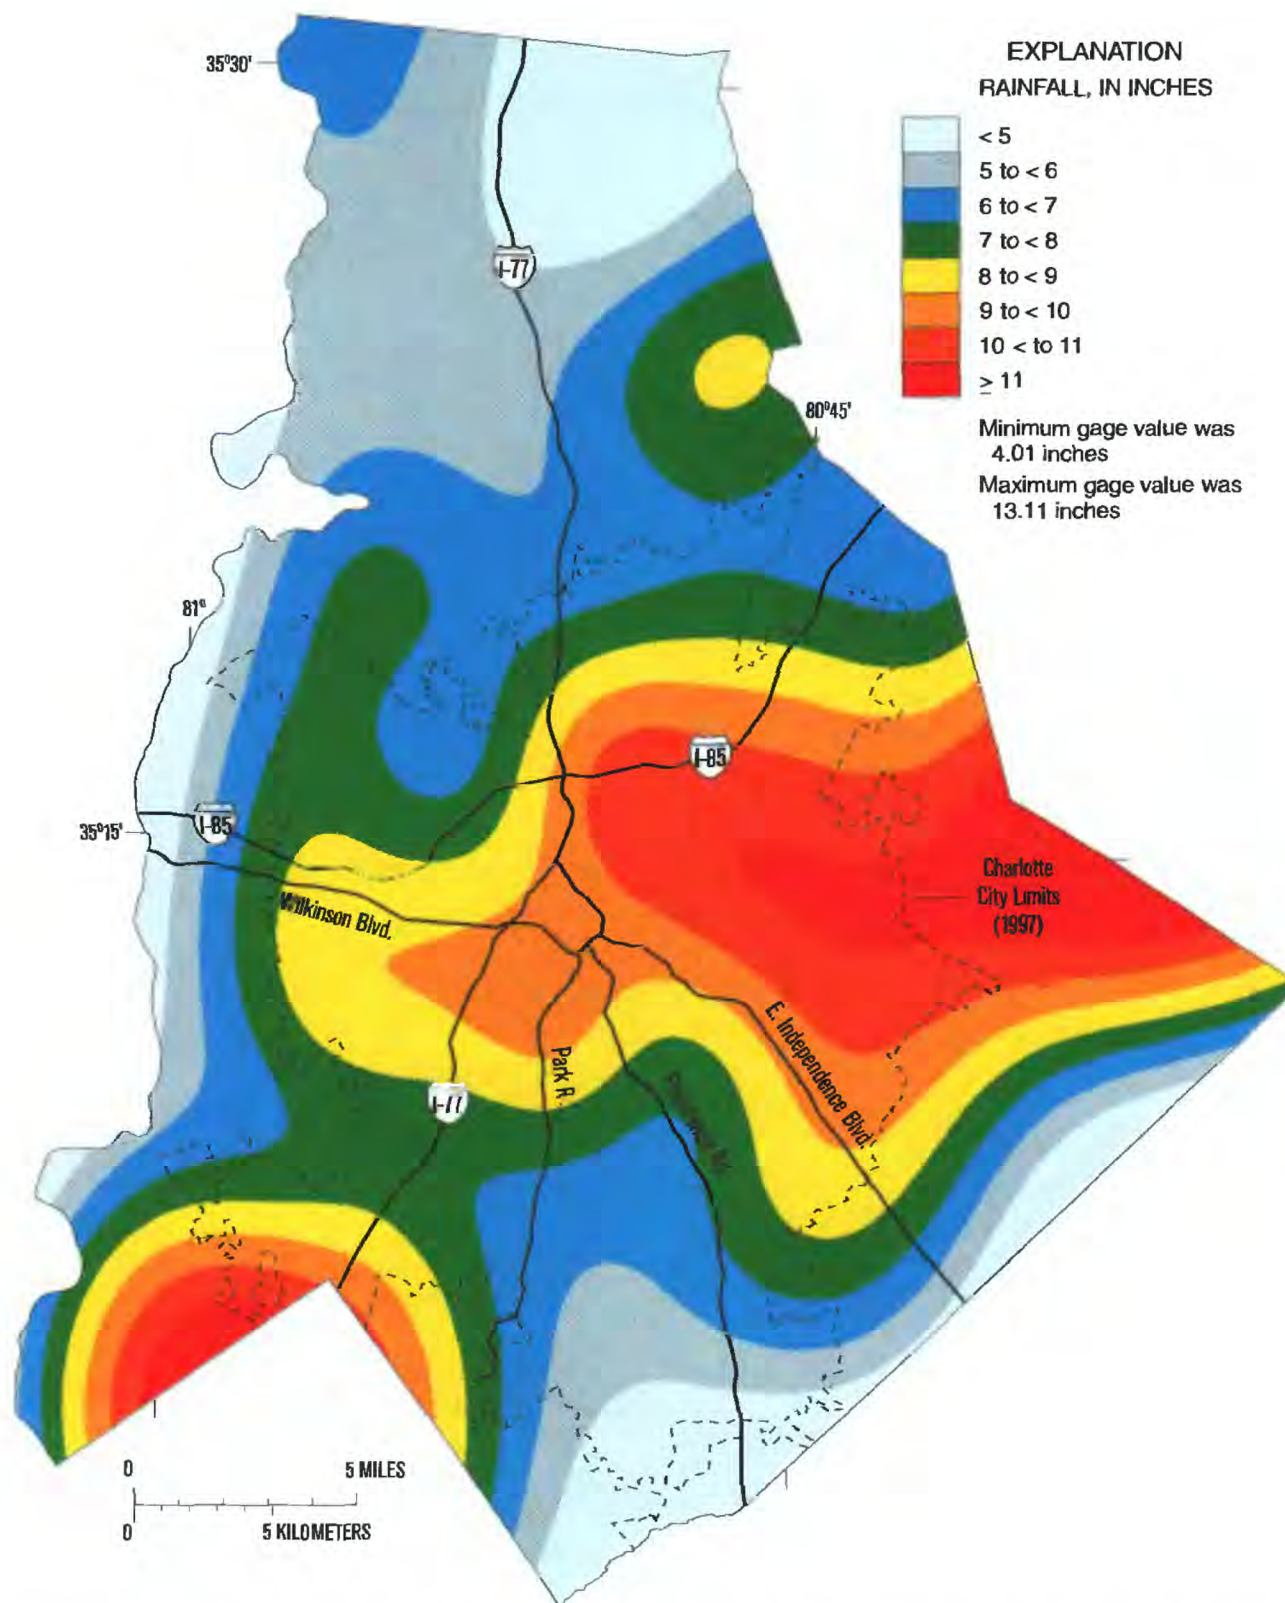 EXPLANATION
RAINFALL, IN INCHES
< 5
5 to < 6
6 to < 7
7 to < 8
8 to < 9
9 to < 10
10 < to 11
≥ 11
Minimum gage value was
4.01 inches
Maximum gage value was
13.11 inches
35°30'
I-77
80°45'
81°
I-85
35°15'
I-85
Charlotte
City Limits
(1997)
Wilkinson Blvd.
E. Independence Blvd.
Park R.
I-77
0
5 MILES
0
5 KILOMETERS